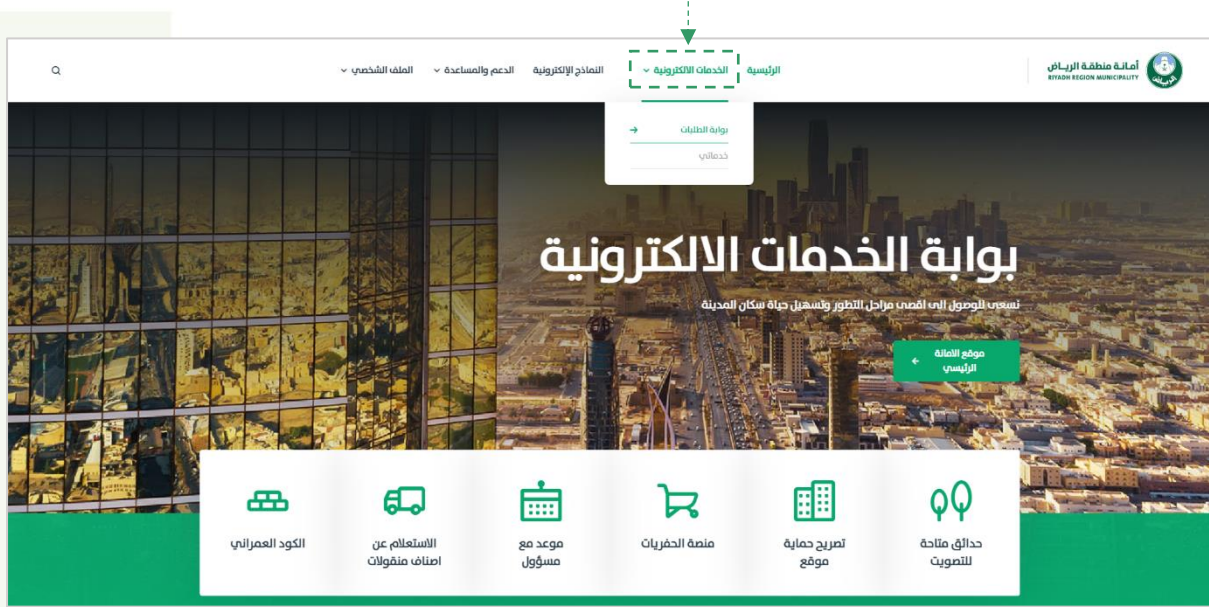 أمانة منطقة الرياض
RIYADH REGION MUNICIPALITY
الرئيسية
الخدمات الالكترونية
النماذج الإلكترونية
الدعم والمساعدة
الملف الشخصي
بوابة الطلبات
خدماتي
بوابة الخدمات الالكترونية
نسعى للوصول الى اقصى مراحل التطور وتسهيل حياة سكان المدينة
موقع الامانة
الرئيسي
حدائق متاحة
للتصويت
تصريح حماية
موقع
منصة الحفريات
موعد مع
مسؤول
الاستعلام عن
اصناف منقولات
الكود العمراني